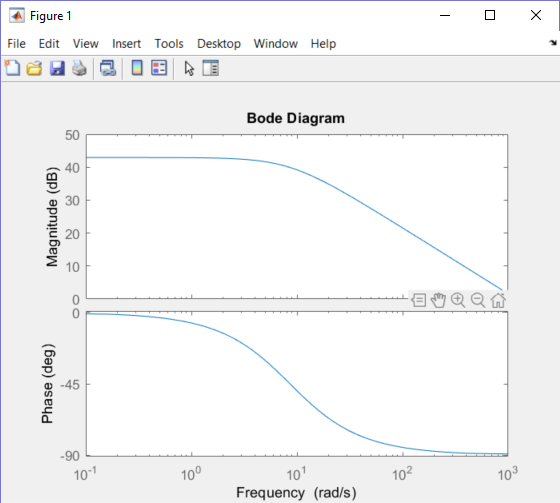 Figure 1
File Edit View Insert Tools Desktop Window Help
Bode Diagram
50
40
30
20
10
0
Magnitude (dB)
0
-45
-90
Phase (deg)
10^-1 10^0 10^1 10^2 10^3
Frequency (rad/s)